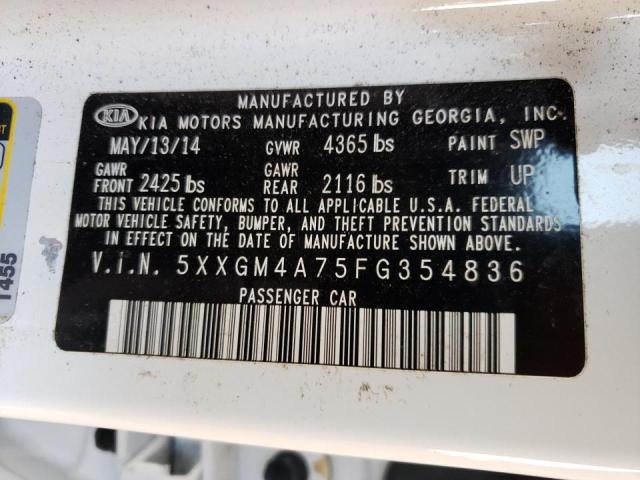 MANUFACTURED BY
KIA KIA MOTORS MANUFACTURING GEORGIA, INC.
MAY/13/14 GVWR 4365 lbs PAINT SWP
GAWR FRONT 2425 lbs GAWR REAR 2116 lbs TRIM UP
THIS VEHICLE CONFORMS TO ALL APPLICABLE U.S.A. FEDERAL
MOTOR VEHICLE SAFETY, BUMPER, AND THEFT PREVENTION STANDARDS
IN EFFECT ON THE DATE OF MANUFACTURING SHOWN ABOVE.
V.I.N. 5XXGM4A75FG354836
PASSENGER CAR
1455